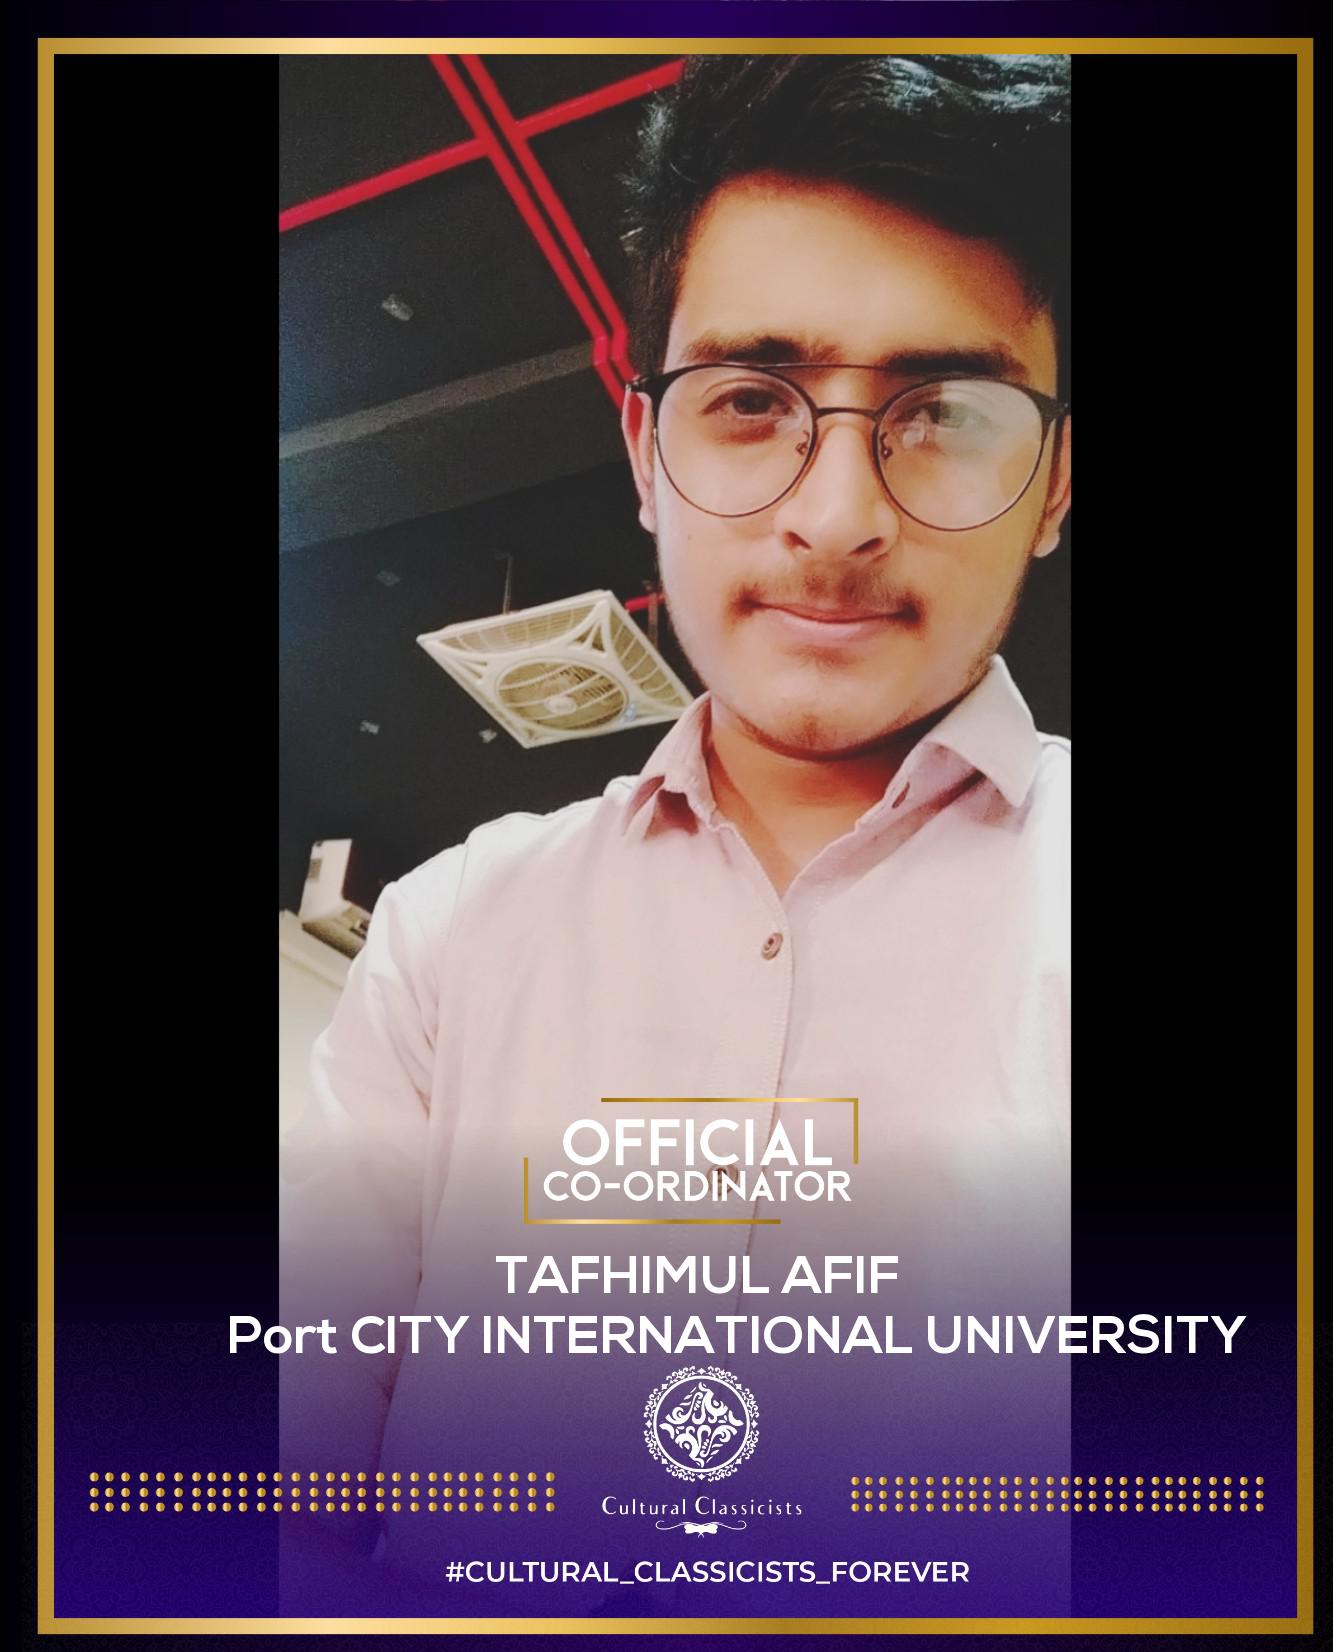 OFFICIAL
CO-ORDINATOR
TAFHIMUL AFIF
Port CITY INTERNATIONAL UNIVERSITY
Cultural Classicists
#CULTURAL_CLASSICISTS_FOREVER